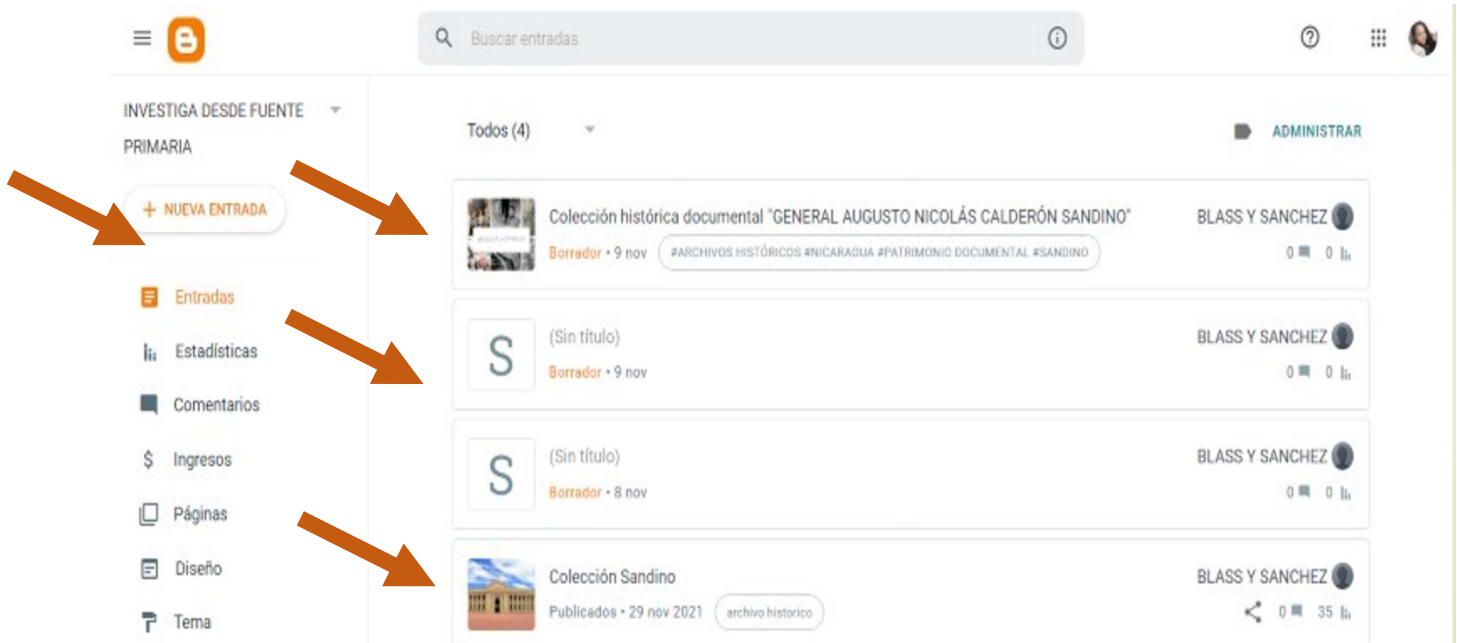 Buscar entradas
INVESTIGA DESDE FUENTE
PRIMARIA
+ NUEVA ENTRADA
Entradas
Estadísticas
Comentarios
$ Ingresos
Páginas
Diseño
Tema
Todos (4)
ADMINISTRAR
Colección histórica documental "GENERAL AUGUSTO NICOLÁS CALDERÓN SANDINO" BLASS Y SANCHEZ
Borrador • 9 nov #ARCHIVOS HISTÓRICOS #NICARAGUA #PATRIMONIO DOCUMENTAL #SANDINO 0 0
S
(Sin título) BLASS Y SANCHEZ
Borrador • 9 nov 0 0
S
(Sin título) BLASS Y SANCHEZ
Borrador • 8 nov 0 0
Colección Sandino BLASS Y SANCHEZ
Publicados • 29 nov 2021 archivo historico 0 35